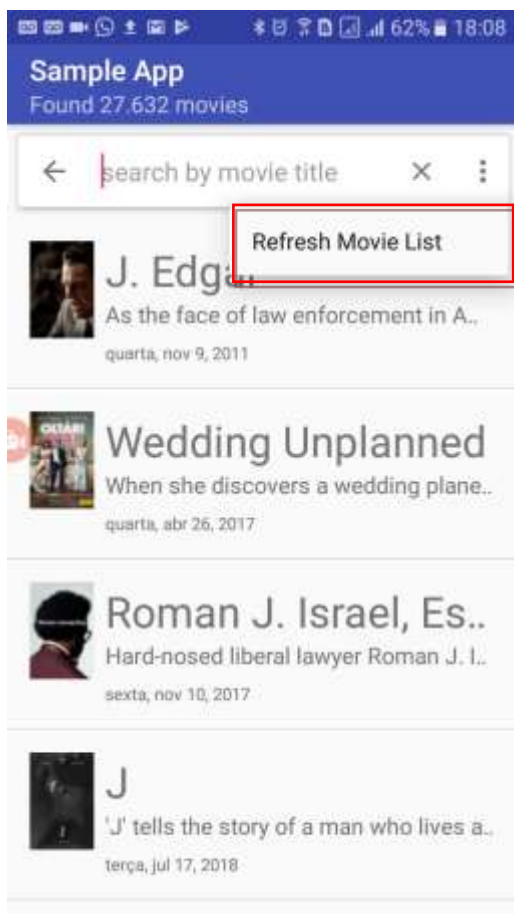 62% 18:08
Sample App
Found 27.632 movies
search by movie title
Refresh Movie List
J. Edgar
As the face of law enforcement in A..
quarta, nov 9, 2011
Wedding Unplanned
When she discovers a wedding plane..
quarta, abr 26, 2017
Roman J. Israel, Es..
Hard-nosed liberal lawyer Roman J. I..
sexta, nov 10, 2017
J
'J' tells the story of a man who lives a..
terça, jul 17, 2018